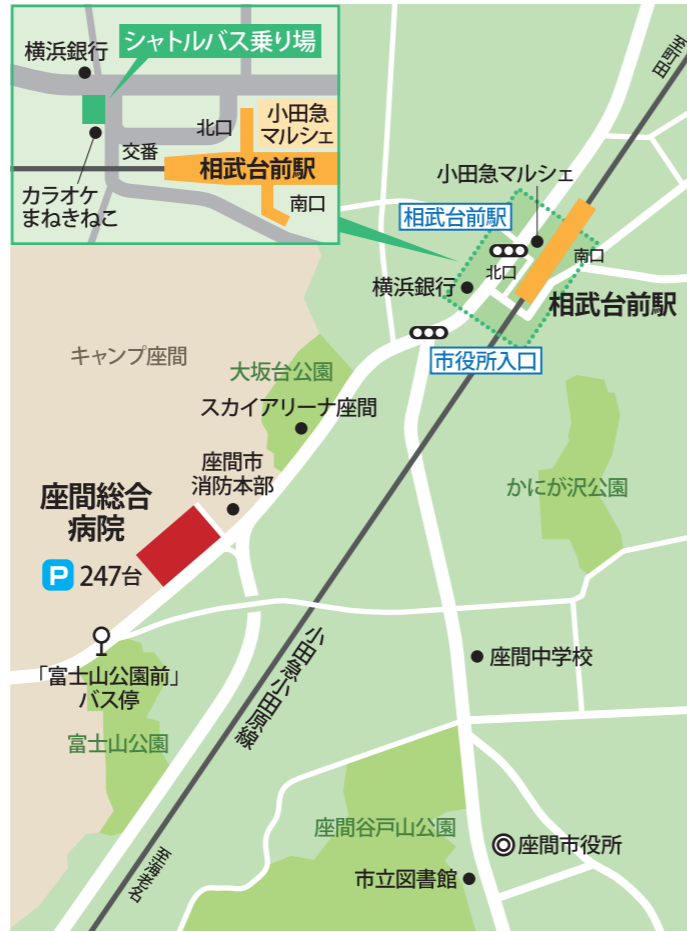 シャトルバス乗り場
横浜銀行
北口
小田急
マルシェ
交番
相武台前駅
カラオケ
まねきねこ
南口
至町田
小田急マルシェ
相武台前駅
北口
南口
横浜銀行
相武台前駅
市役所入口
キャンプ座間
大坂台公園
スカイアリーナ座間
座間市
消防本部
かにが沢公園
座間総合
病院
P 247台
小田急小田原線
「富士山公園前」
バス停
座間中学校
富士山公園
座間谷戸山公園
座間市役所
至海老名
市立図書館